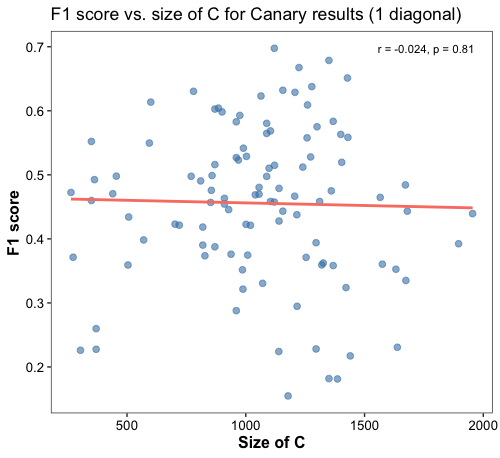 F1 score vs. size of C for Canary results (1 diagonal)
r = -0.024, p = 0.81
F1 score
0.7
0.6
0.5
0.4
0.3
0.2
500 1000 1500 2000
Size of C